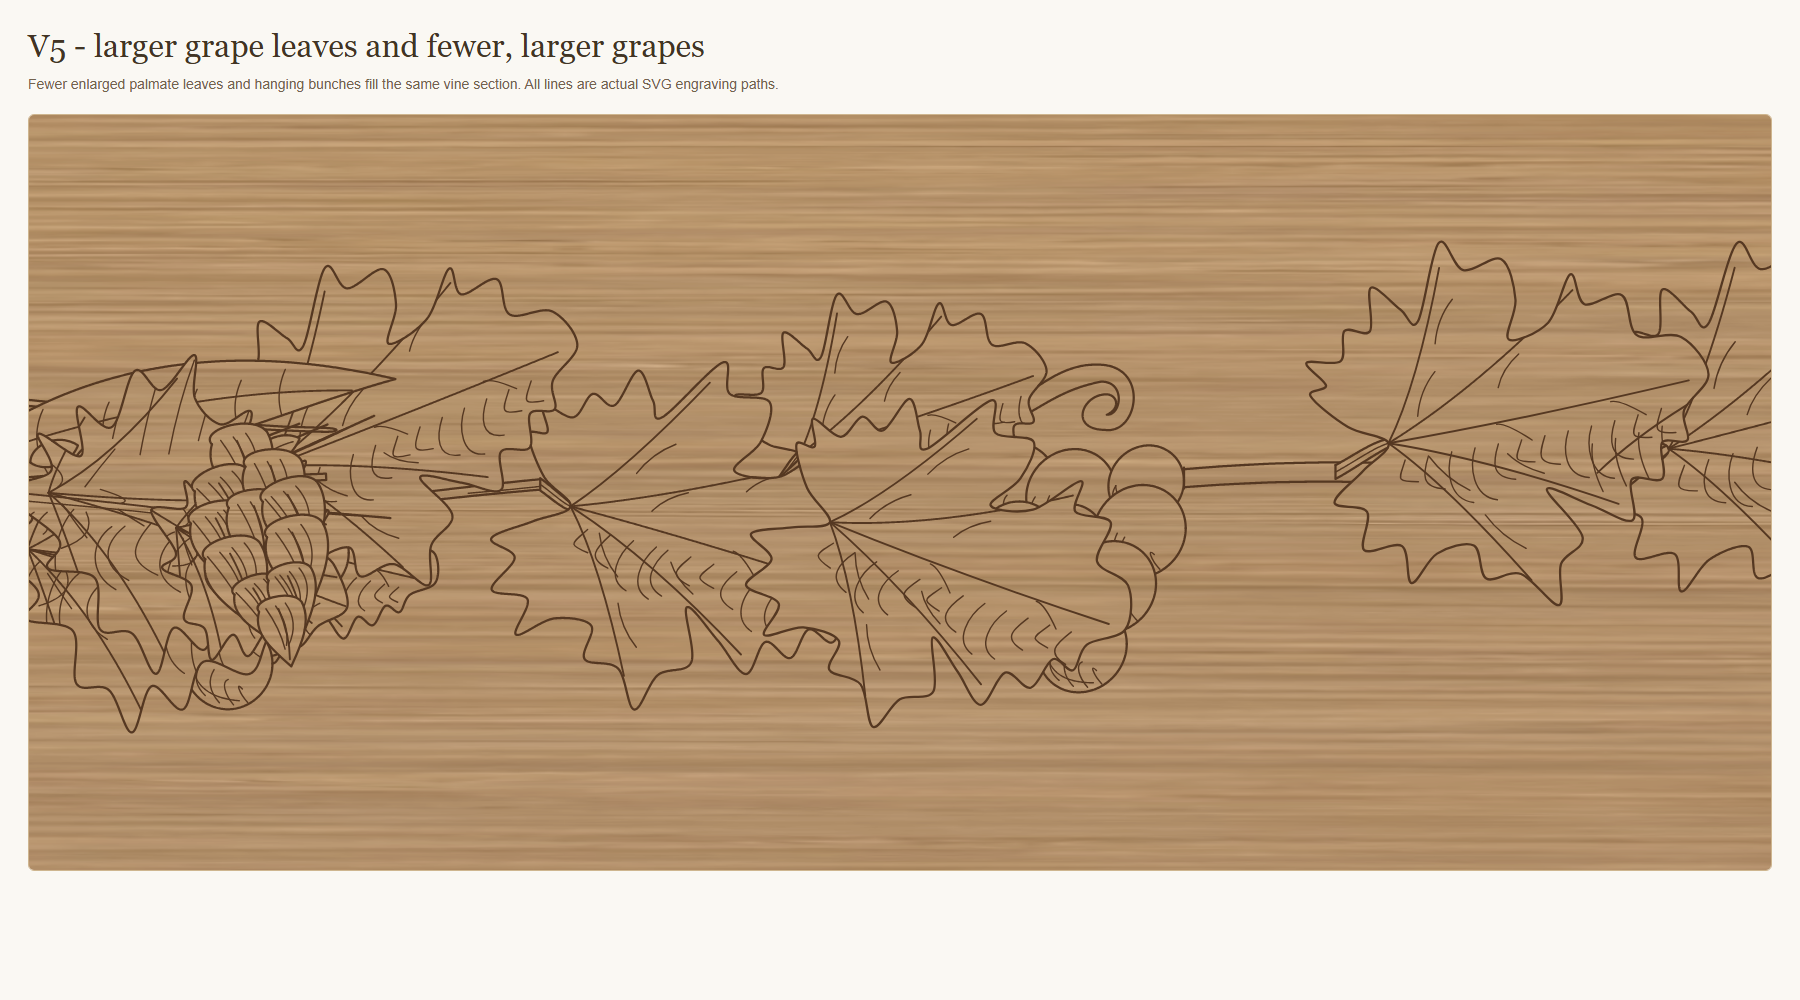 V5 - larger grape leaves and fewer, larger grapes
Fewer enlarged palmate leaves and hanging bunches fill the same vine section. All lines are actual SVG engraving paths.